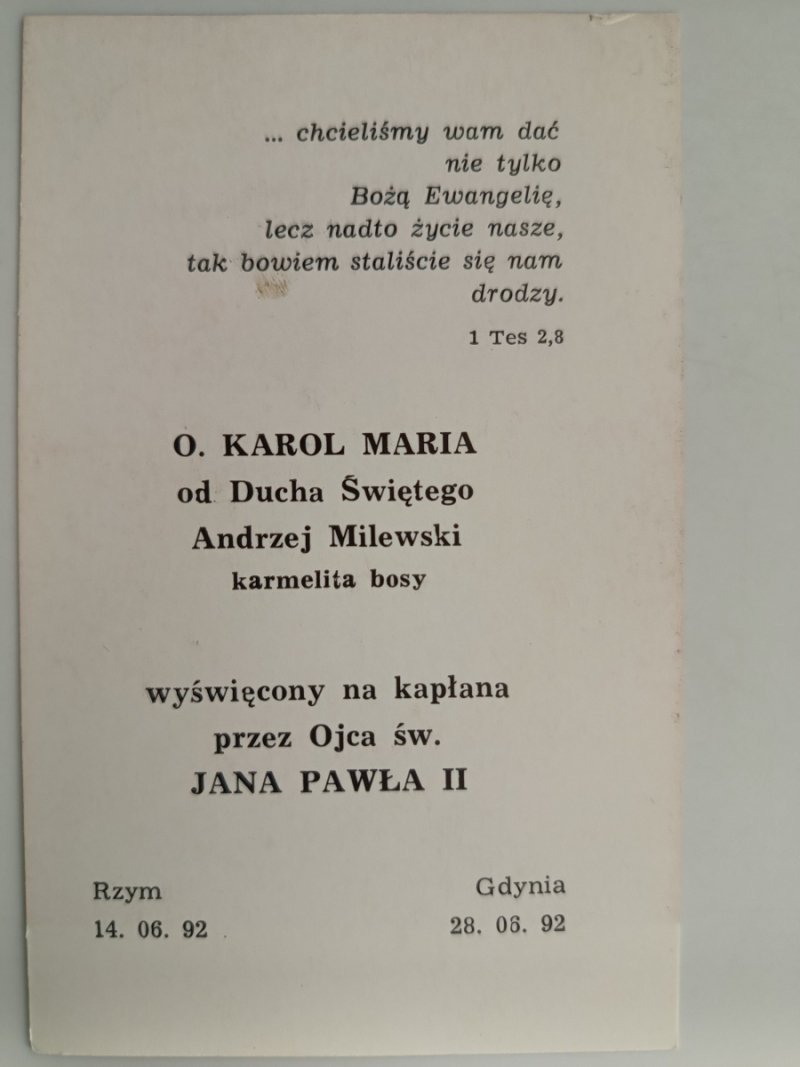 ... chcieliśmy wam dać
nie tylko
Bożą Ewangelię,
lecz nadto życie nasze,
tak bowiem staliście się nam
drodzy.
1 Tes 2,8
O. KAROL MARIA
od Ducha Świętego
Andrzej Milewski
karmelita bosy
wyświęcony na kapłana
przez Ojca św.
JANA PAWŁA II
Rzym
14. 06. 92
Gdynia
28. 06. 92